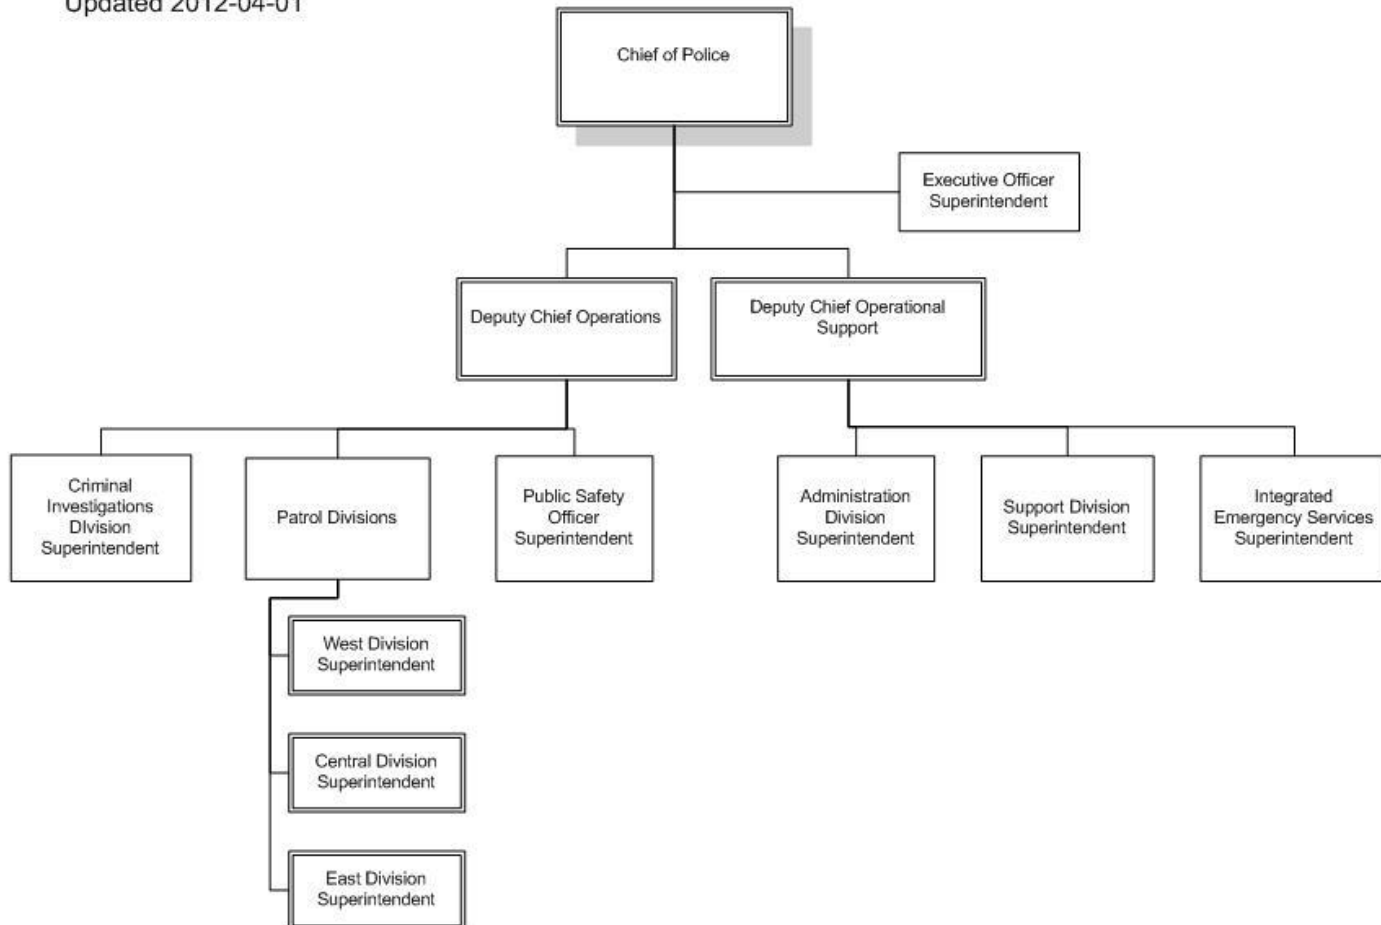 Updated 2012-04-01
Chief of Police
Executive Officer
Superintendent
Deputy Chief Operations
Deputy Chief Operational
Support
Criminal
Investigations
DIvision
Superintendent
Patrol Divisions
Public Safety
Officer
Superintendent
Administration
Division
Superintendent
Support Division
Superintendent
Integrated
Emergency Services
Superintendent
West Division
Superintendent
Central Division
Superintendent
East Division
Superintendent